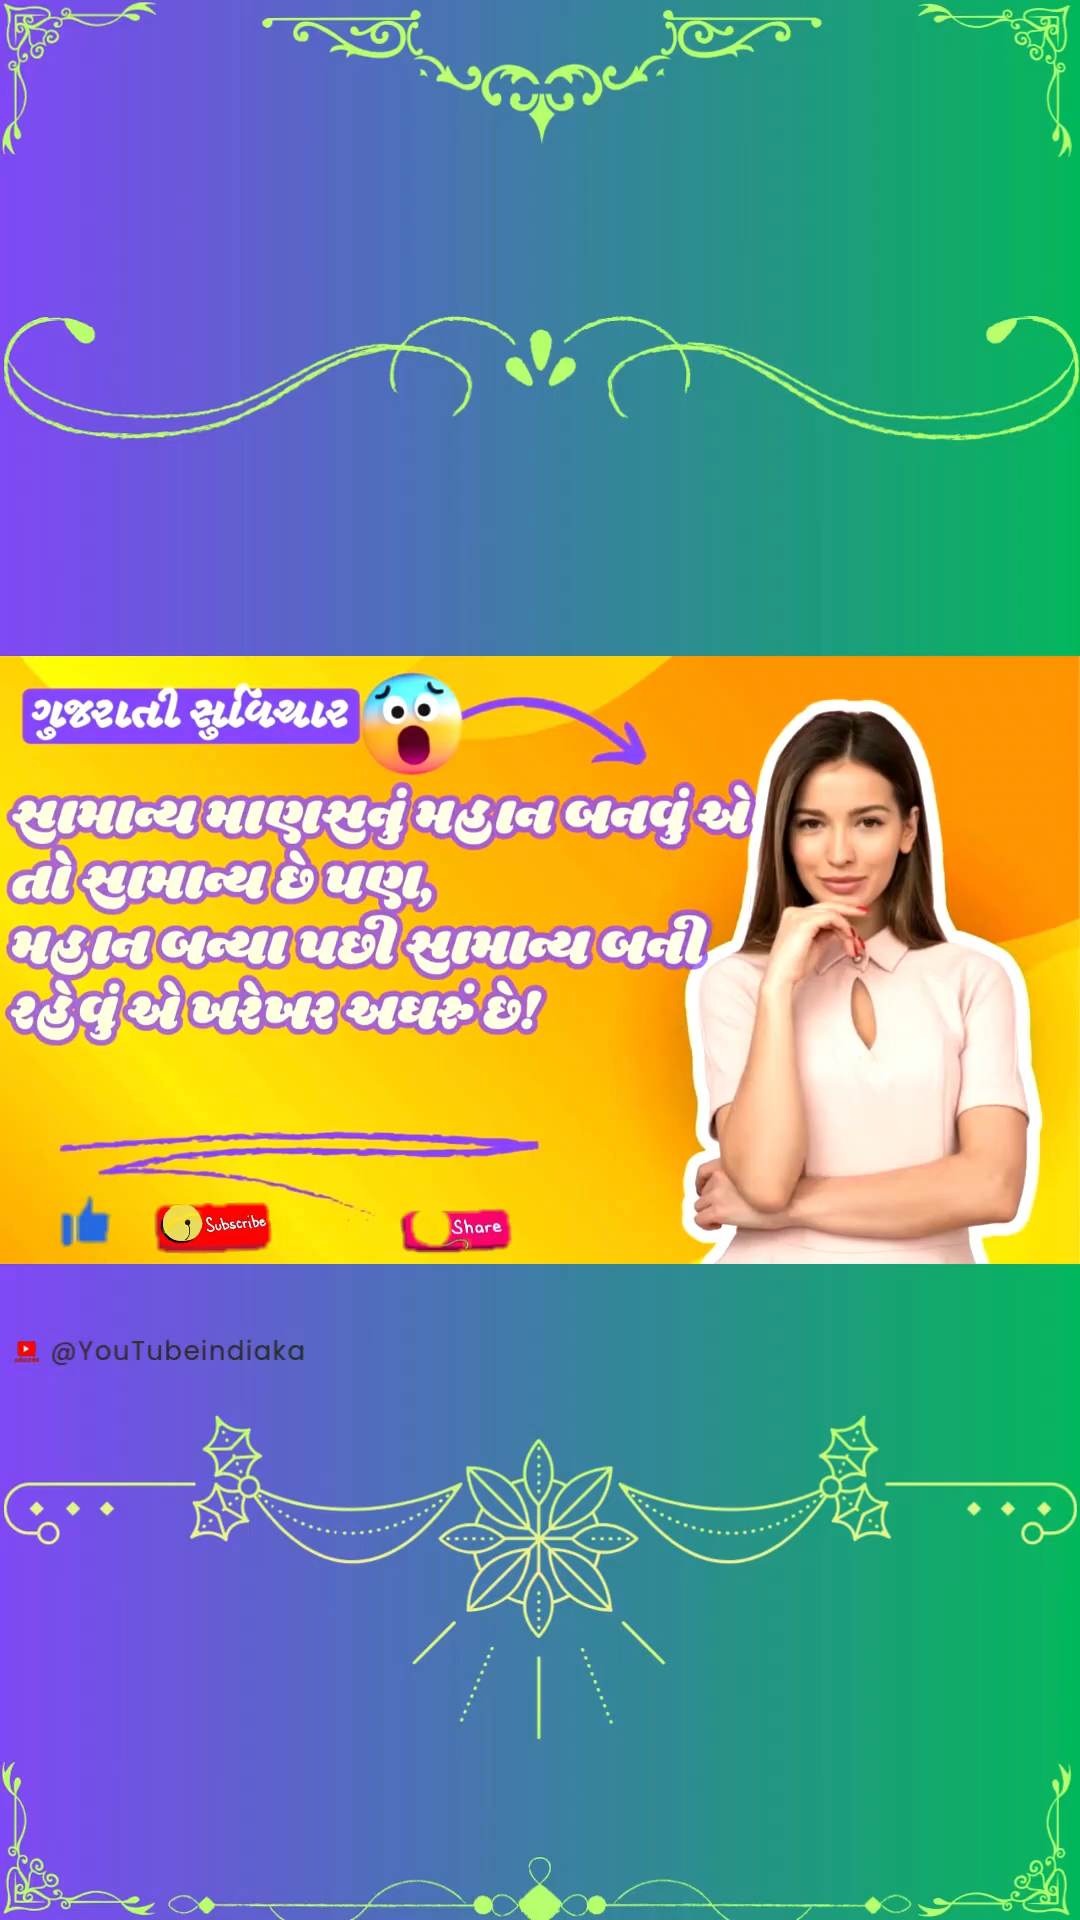 ગુજરાતી સુવિચાર
સામાન્ય માણસનું મહાન બનવું એ
તો સામાન્ય છે પણ,
મહાન બન્યા પછી સામાન્ય બની
રહેવું એ ખરેખર અઘરું છે!
Subscribe
Share
@YouTubeindiaka